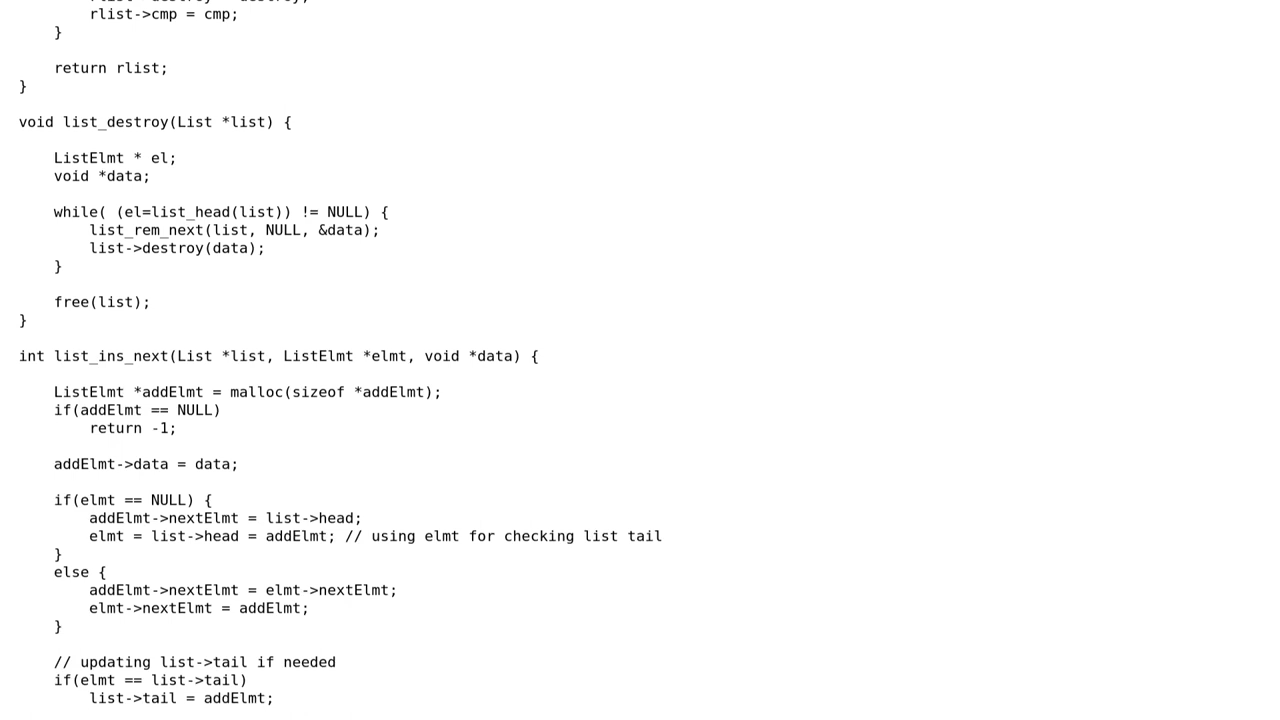 rlist->cmp = cmp;
}
return rlist;
}
void list_destroy(List *list) {
ListElmt * el;
void *data;
while( (el=list_head(list)) != NULL) {
list_rem_next(list, NULL, &data);
list->destroy(data);
}
free(list);
}
int list_ins_next(List *list, ListElmt *elmt, void *data) {
ListElmt *addElmt = malloc(sizeof *addElmt);
if(addElmt == NULL)
return -1;
addElmt->data = data;
if(elmt == NULL) {
addElmt->nextElmt = list->head;
elmt = list->head = addElmt; // using elmt for checking list tail
}
else {
addElmt->nextElmt = elmt->nextElmt;
elmt->nextElmt = addElmt;
}
// updating list->tail if needed
if(elmt == list->tail)
list->tail = addElmt;